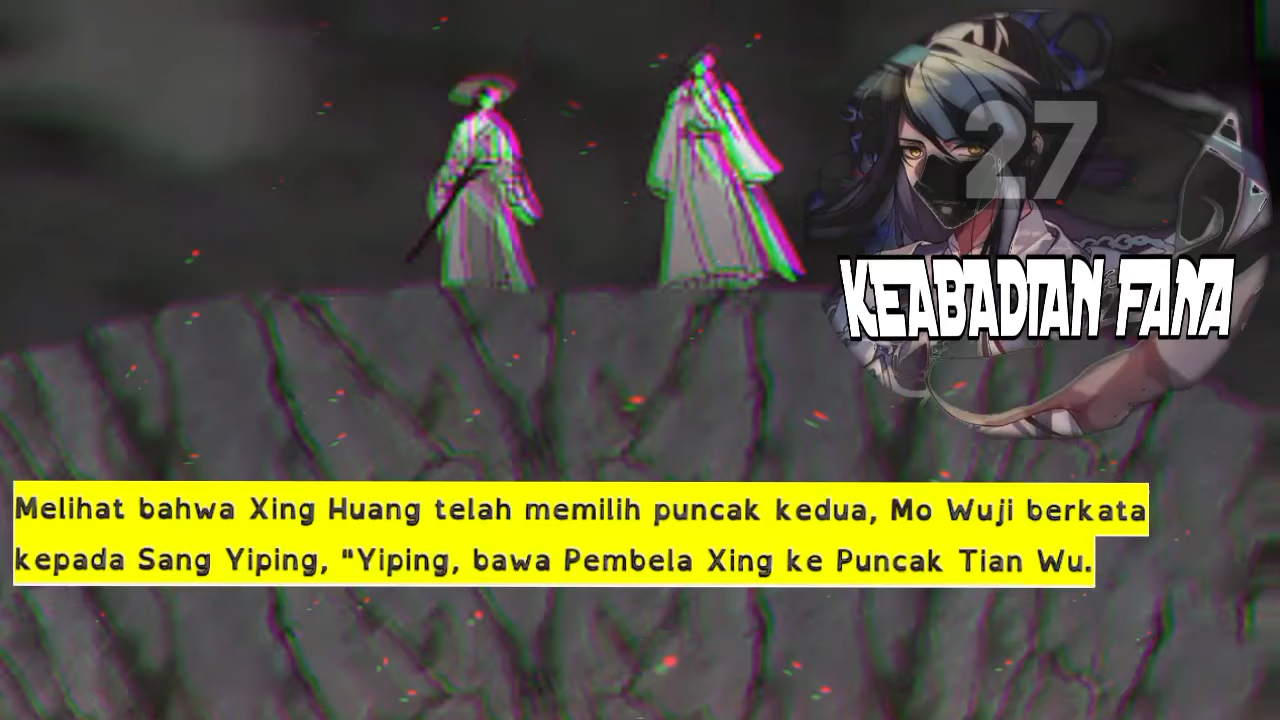 27
KEABADIAN FANA
Melihat bahwa Xing Huang telah memilih puncak kedua, Mo Wuji berkata
kepada Sang Yiping, "Yiping, bawa Pembela Xing ke Puncak Tian Wu.